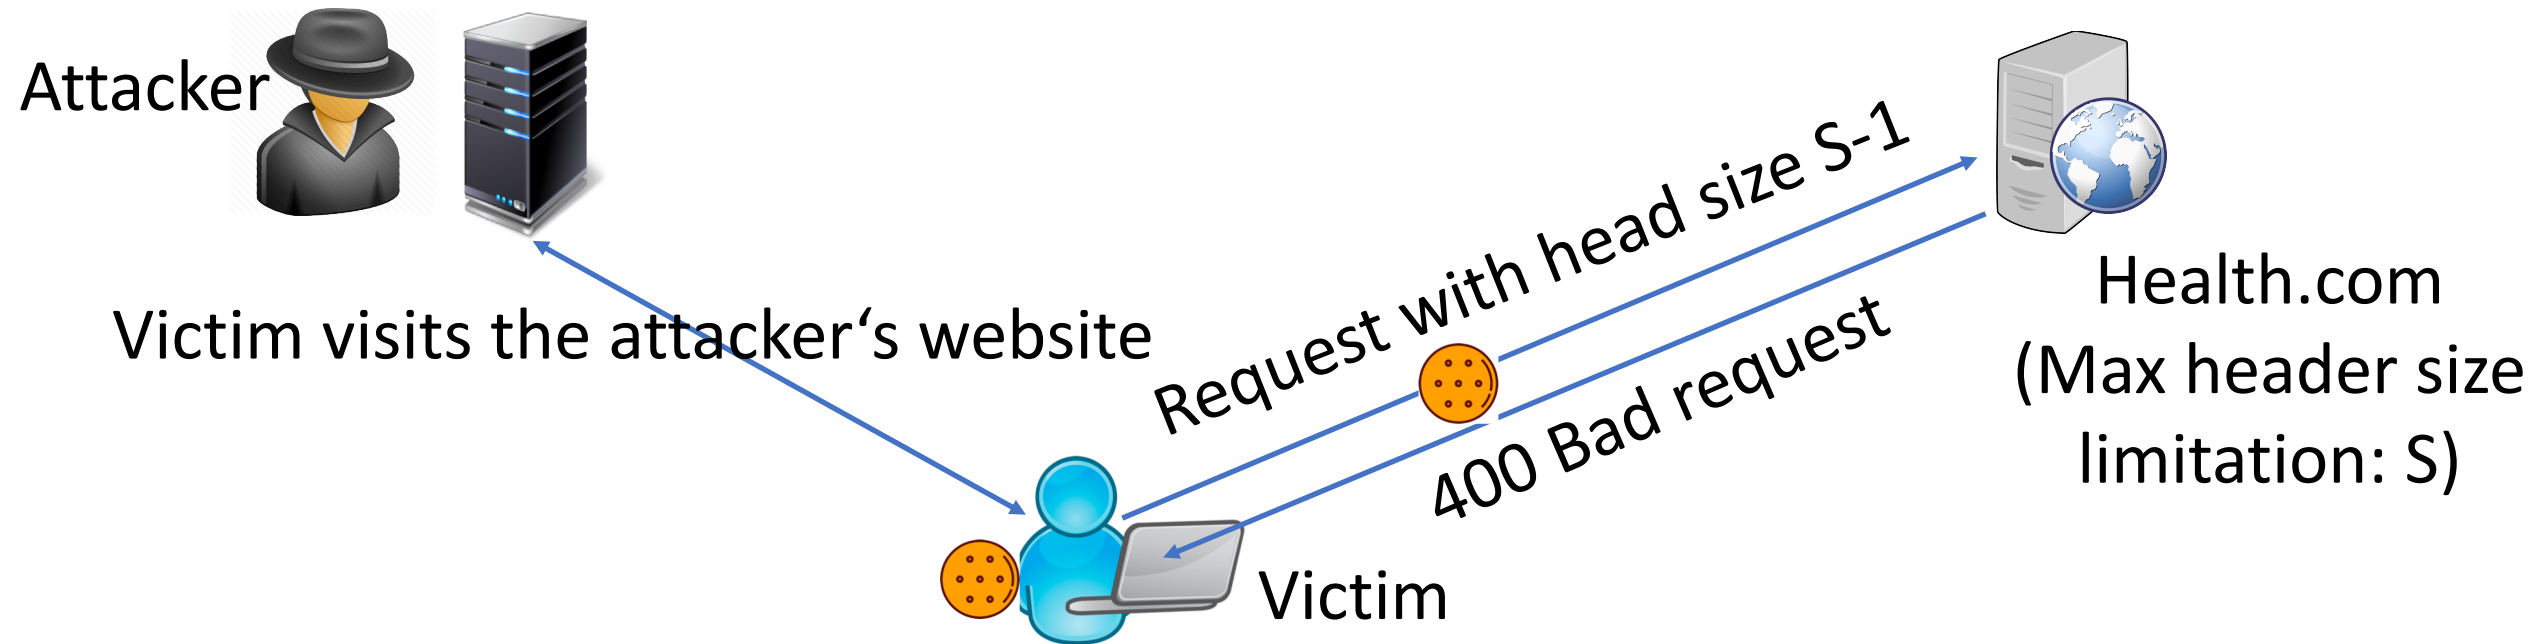 Attacker
Victim visits the attacker‘s website
Request with head size S-1
400 Bad request
Health.com
(Max header size
limitation: S)
Victim